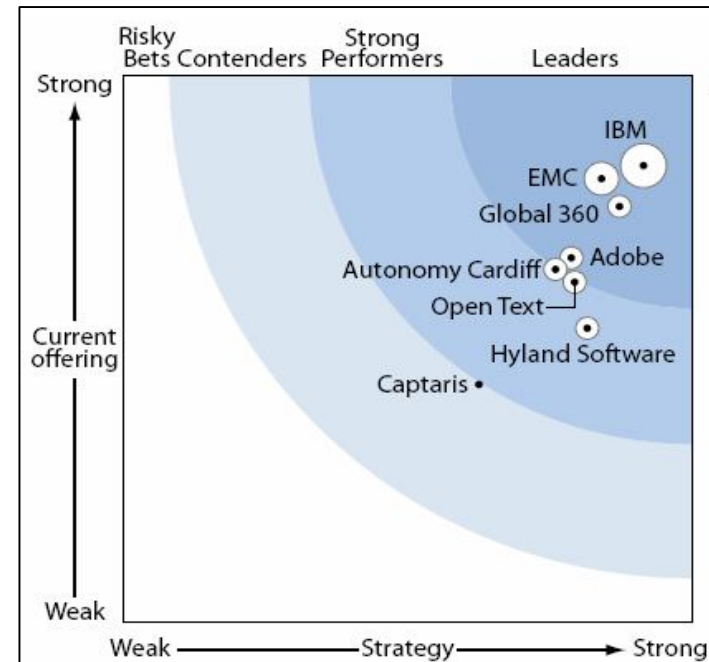 Risky
Bets
Contenders
Strong
Performers
Leaders
Strong
IBM
EMC
Global 360
Adobe
Autonomy Cardiff
Open Text
Current
offering
Hyland Software
Captaris
Weak
Weak
Strategy
Strong